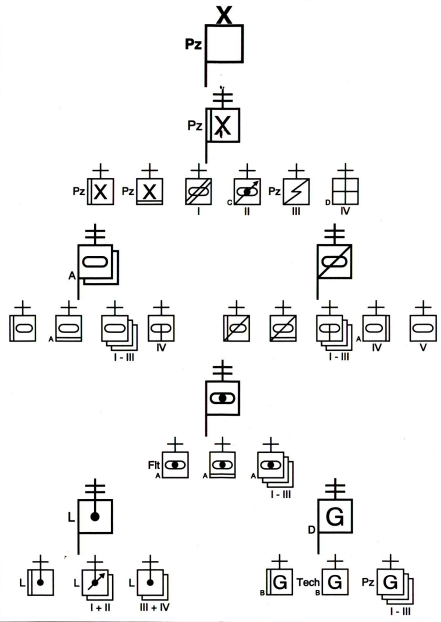 X
Pz
Pz X
Pz X Pz X C Pz D
I II III IV
A
A A
I - III IV I - III IV V
Flt A A A
I - III
L D G
L L L B G Tech B G Pz G
I + II III + IV I - III